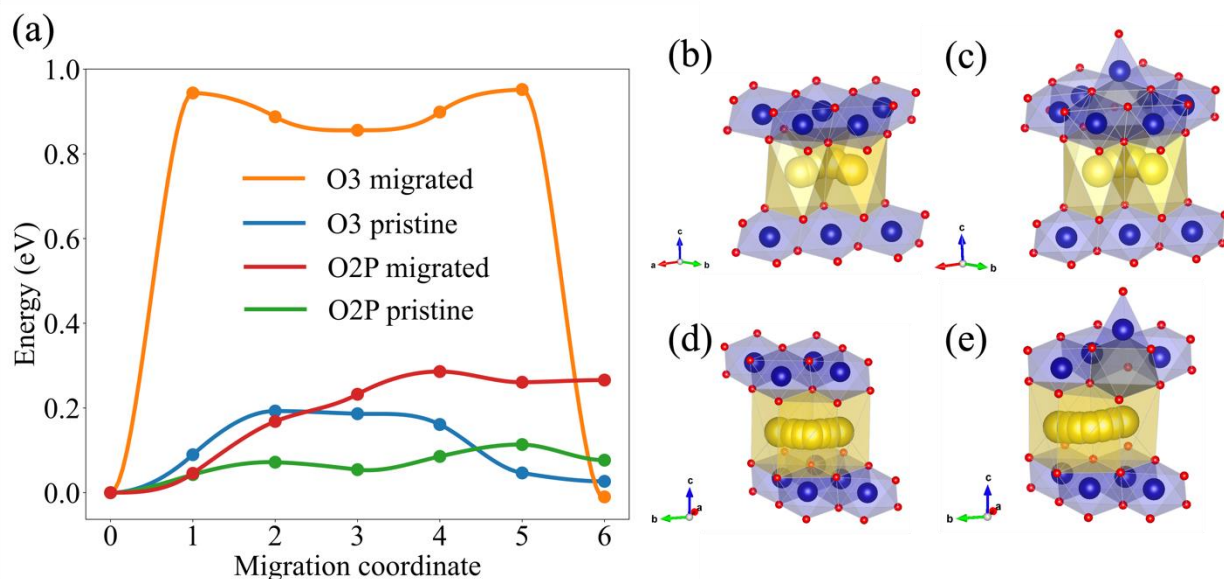 (a)
1.0
0.8
0.6
0.4
0.2
0.0
Energy (eV)
O3 migrated
O3 pristine
O2P migrated
O2P pristine
0 1 2 3 4 5 6
Migration coordinate
(b)
c
a
b
(c)
c
b
(d)
c
a
b
(e)
c
a
b